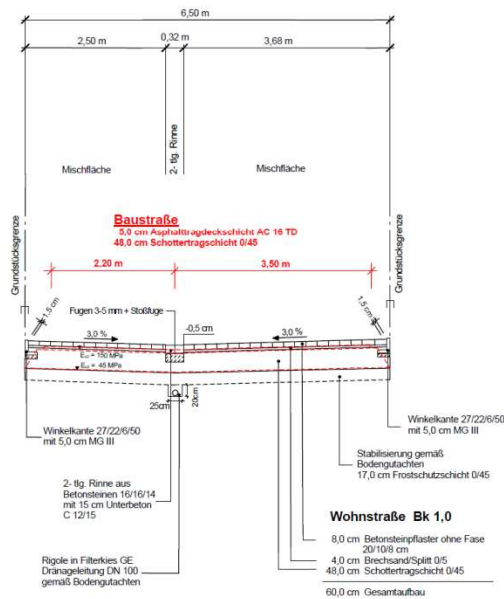 6,50 m
2,50 m
0,32 m
3,68 m
2- tlg. Rinne
Mischfläche
Mischfläche
Grundstücksgrenze
Grundstücksgrenze
Baustraße
5,0 cm Asphalttragdeckschicht AC 16 TD
48,0 cm Schottertragschicht 0/45
2,20 m
3,50 m
1,5 cm
1,5 cm
Fugen 3-5 mm + Stoßfuge
-0,5 cm
3,0 %
3,0 %
Ev2 = 150 MPa
Ev2 = 45 MPa
25cm
20cm
Winkelkante 27/22/6/50
mit 5,0 cm MG III
Winkelkante 27/22/6/50
mit 5,0 cm MG III
Stabilisierung gemäß
Bodengutachten
17,0 cm Frostschutzschicht 0/45
2- tlg. Rinne aus
Betonsteinen 16/16/14
mit 15 cm Unterbeton
C 12/15
Wohnstraße Bk 1,0
8,0 cm Betonsteinpflaster ohne Fase
20/10/8 cm
4,0 cm Brechsand/Splitt 0/5
48,0 cm Schottertragschicht 0/45
60,0 cm Gesamtaufbau
Rigole in Filterkies GE
Dränageleitung DN 100
gemäß Bodengutachten